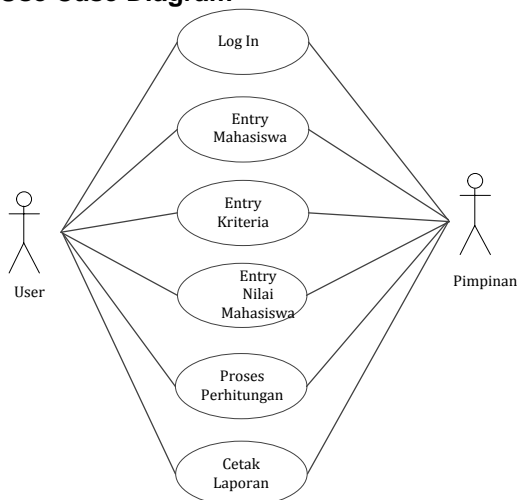 Use Case Diagram
Log In
Entry
Mahasiswa
Entry
Kriteria
Entry
Nilai
Mahasiswa
User
Pimpinan
Proses
Perhitungan
Cetak
Laporan